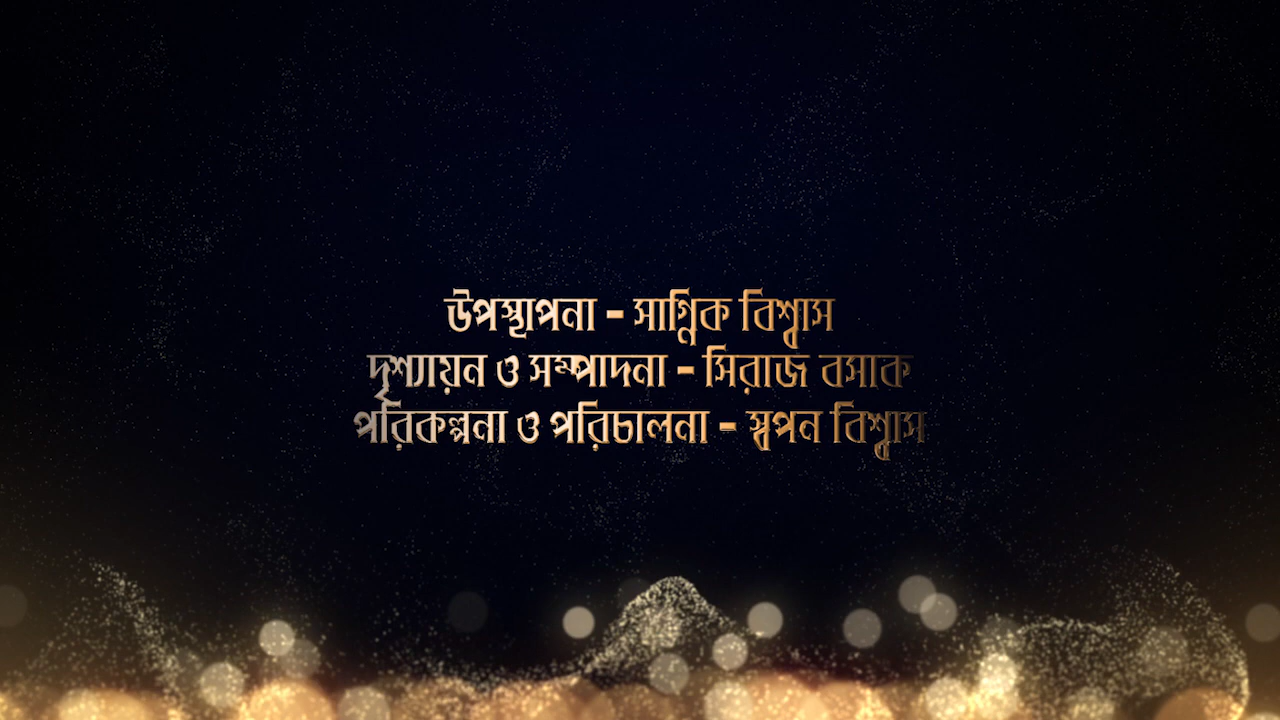 উপস্থাপনা - সাগ্নিক বিশ্বাস
দৃশ্যায়ন ও সম্পাদনা - সিরাজ বসাক
পরিকল্পনা ও পরিচালনা - স্বপন বিশ্বাস